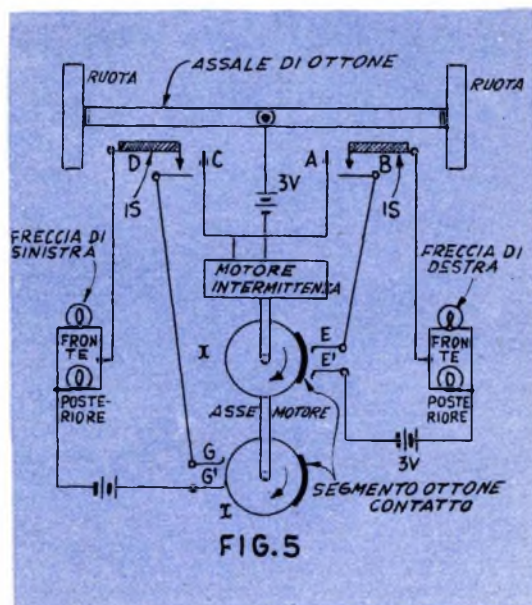 RUOTA
ASSALE DI OTTONE
RUOTA
D
C
A
B
IS
3V
IS
FRECCIA DI
SINISTRA
MOTORE
INTERMITTENZA
FRECCIA DI
DESTRA
FRON
TE
POSTE-
RIORE
I
E
E'
FRON
TE
POSTE-
RIORE
ASSE MOTORE
G
G'
I
3V
SEGMENTO OTTONE
CONTATTO
FIG.5